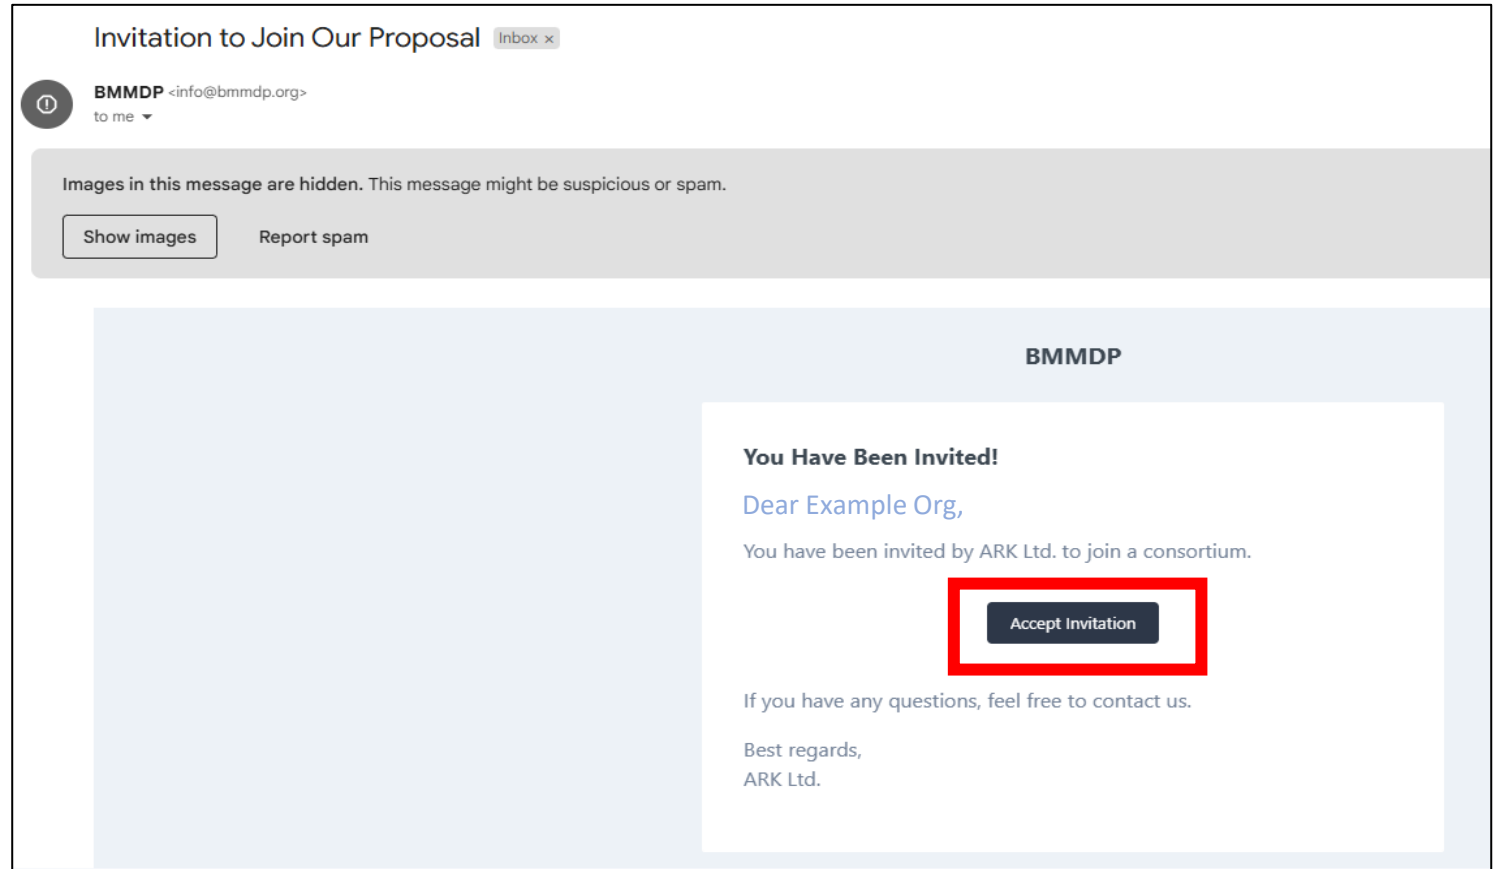 Invitation to Join Our Proposal Inbox ×
BMMDP <info@bmmdp.org>
to me
Images in this message are hidden. This message might be suspicious or spam.
Show images Report spam
BMMDP
You Have Been Invited!
Dear Example Org,
You have been invited by ARK Ltd. to join a consortium.
Accept Invitation
If you have any questions, feel free to contact us.
Best regards,
ARK Ltd.